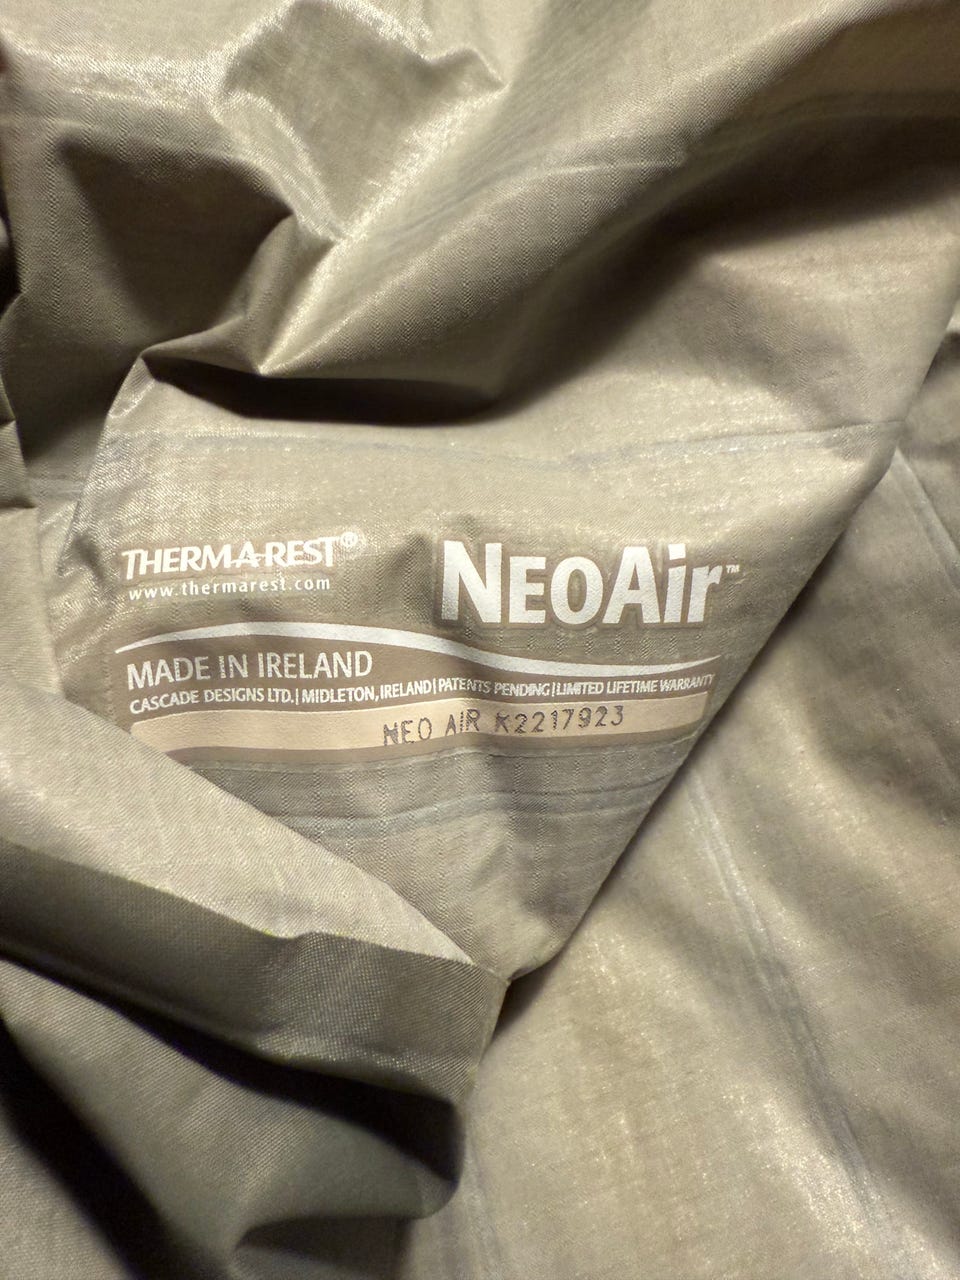 THERM-A-REST®
www.thermarest.com
NEOAir™
MADE IN IRELAND
CASCADE DESIGNS LTD. | MIDLETON, IRELAND | PATENTS PENDING | LIMITED LIFETIME WARRANTY
NEO AIR K2217923